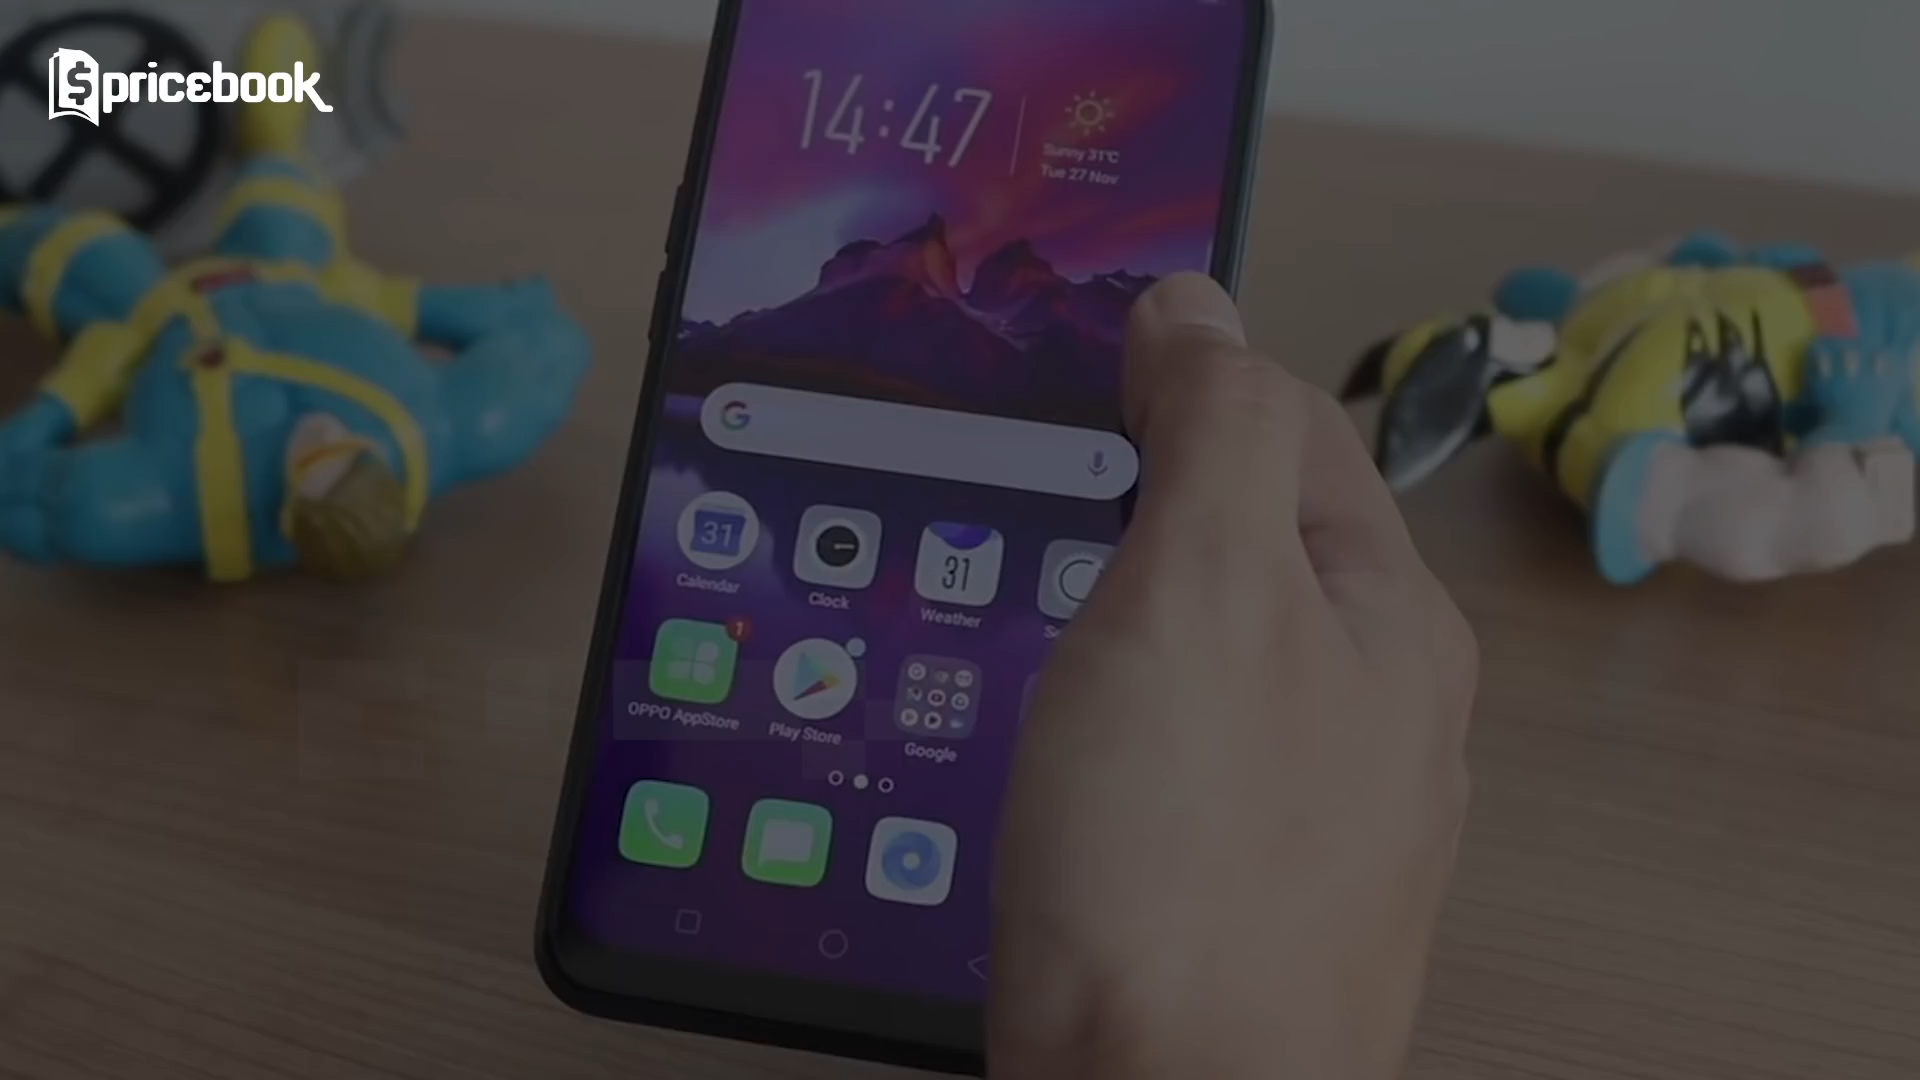 pricebook
14:47
Sunny 31°C
Tue 27 Nov
31
31
Calendar
Clock
Weather
1
OPPO AppStore
Play Store
Google